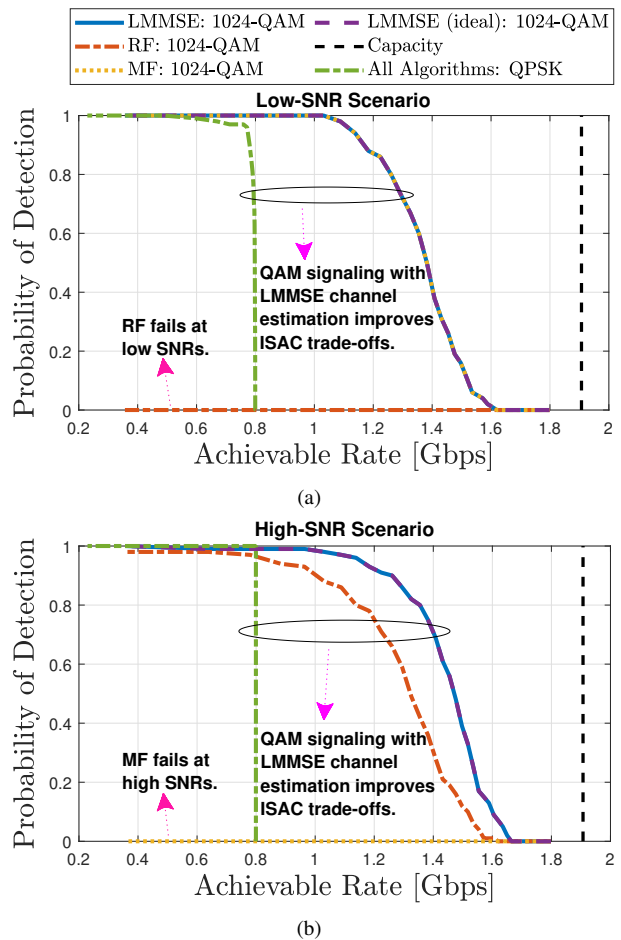 LMMSE: 1024-QAM
LMMSE (ideal): 1024-QAM
RF: 1024-QAM
Capacity
MF: 1024-QAM
All Algorithms: QPSK
Low-SNR Scenario
Probability of Detection
1
0.8
0.6
0.4
0.2
0
QAM signaling with
LMMSE channel
estimation improves
ISAC trade-offs.
RF fails at
low SNRs.
0.2 0.4 0.6 0.8 1 1.2 1.4 1.6 1.8 2
Achievable Rate [Gbps]
(a)
High-SNR Scenario
Probability of Detection
1
0.8
0.6
0.4
0.2
0
QAM signaling with
LMMSE channel
estimation improves
ISAC trade-offs.
MF fails at
high SNRs.
0.2 0.4 0.6 0.8 1 1.2 1.4 1.6 1.8 2
Achievable Rate [Gbps]
(b)